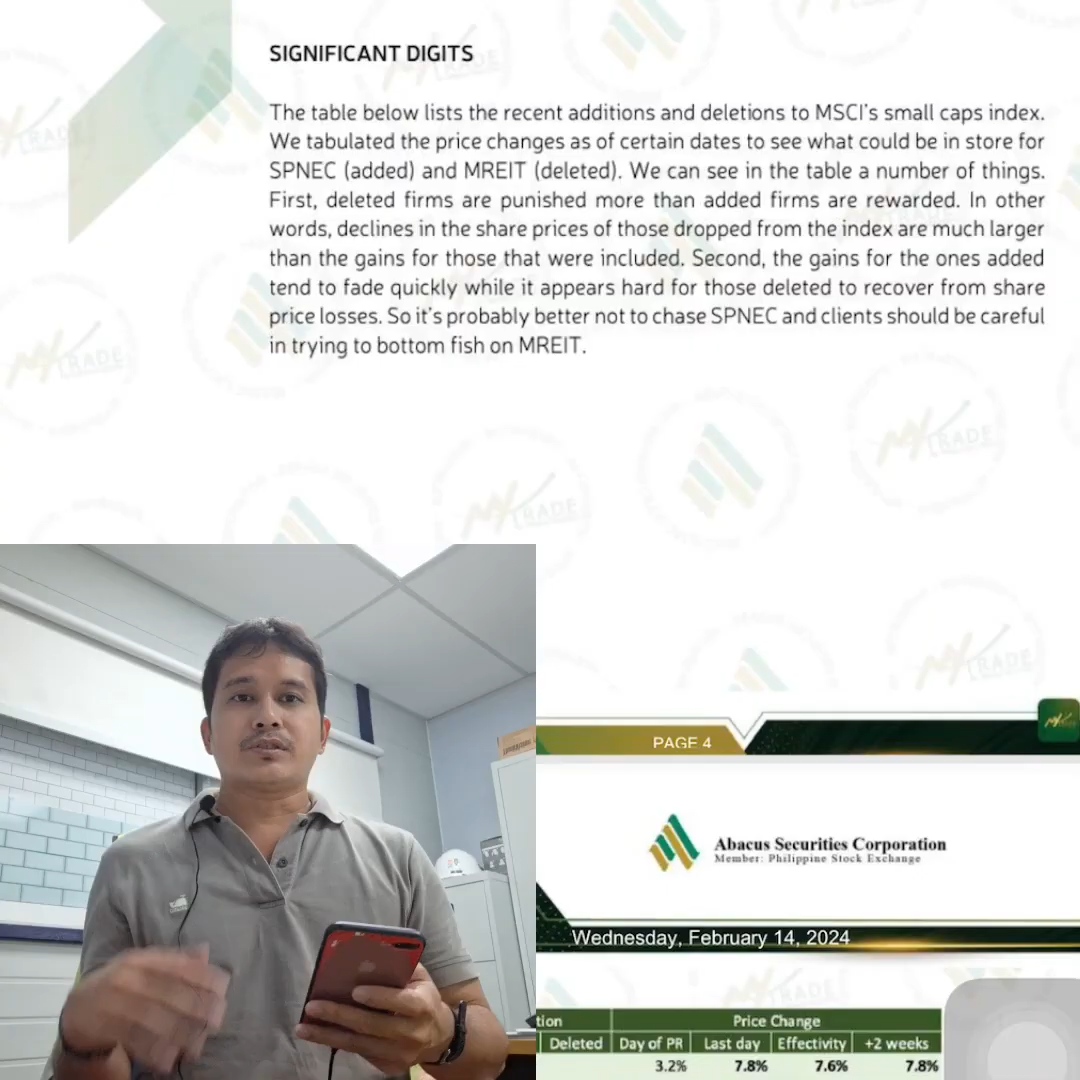 SIGNIFICANT DIGITS
The table below lists the recent additions and deletions to MSCI's small caps index.
We tabulated the price changes as of certain dates to see what could be in store for
SPNEC (added) and MREIT (deleted). We can see in the table a number of things.
First, deleted firms are punished more than added firms are rewarded. In other
words, declines in the share prices of those dropped from the index are much larger
than the gains for those that were included. Second, the gains for the ones added
tend to fade quickly while it appears hard for those deleted to recover from share
price losses. So it's probably better not to chase SPNEC and clients should be careful
in trying to bottom fish on MREIT.
PAGE 4
Abacus Securities Corporation
Member: Philippine Stock Exchange
Wednesday, February 14, 2024
tion Price Change
Deleted Day of PR Last day Effectivity +2 weeks
3.2% 7.8% 7.6% 7.8%